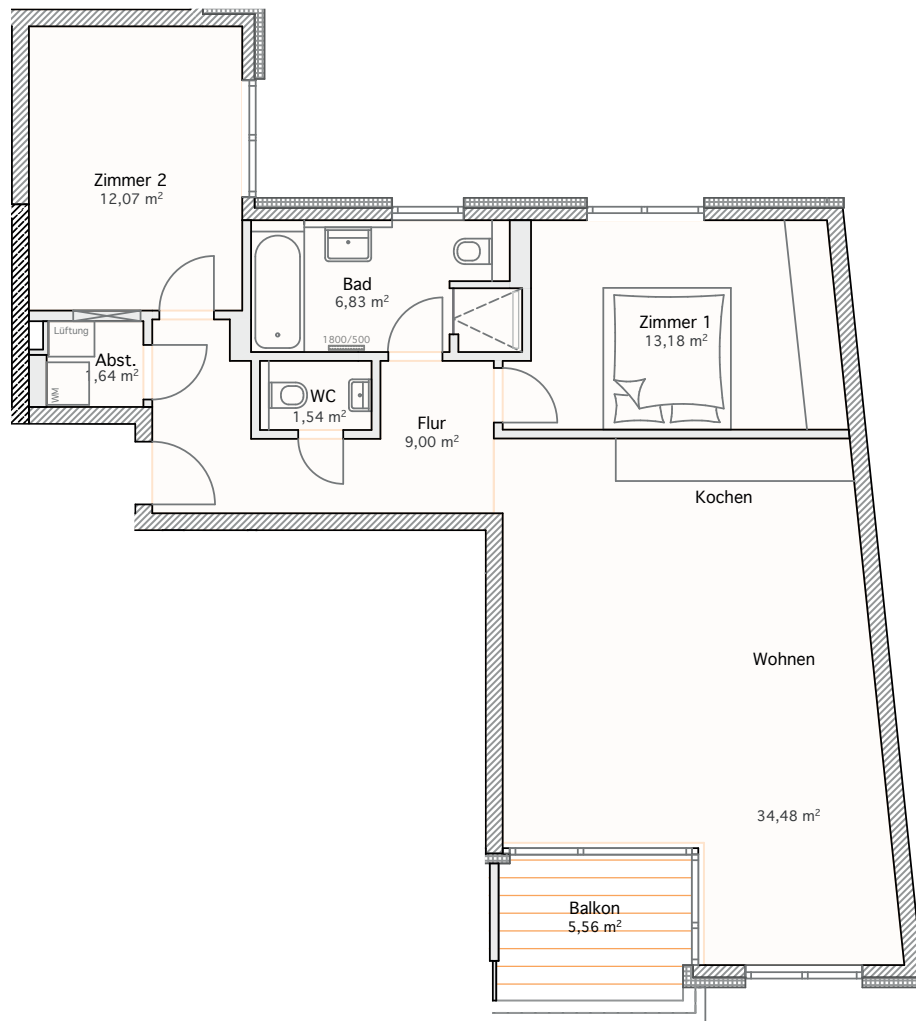 Zimmer 2
12,07 m²
Bad
6,83 m²
1800/500
Zimmer 1
13,18 m²
Lüftung
Abst.
1,64 m²
WM
WC
1,54 m²
Flur
9,00 m²
Kochen
Wohnen
34,48 m²
Balkon
5,56 m²